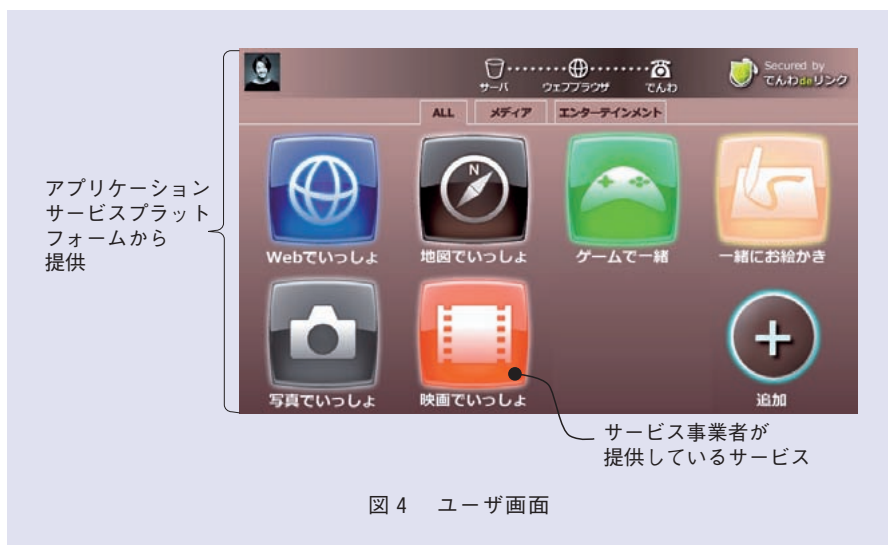 サーバ
ウェブブラウザ
でんわ
Secured by
でんわdeリンク
ALL
メディア
エンターテインメント
N
Webでいっしょ
地図でいっしょ
ゲームで一緒
一緒にお絵かき
写真でいっしょ
映画でいっしょ
追加
アプリケーション
サービスプラット
フォームから
提供
サービス事業者が
提供しているサービス
図4 ユーザ画面